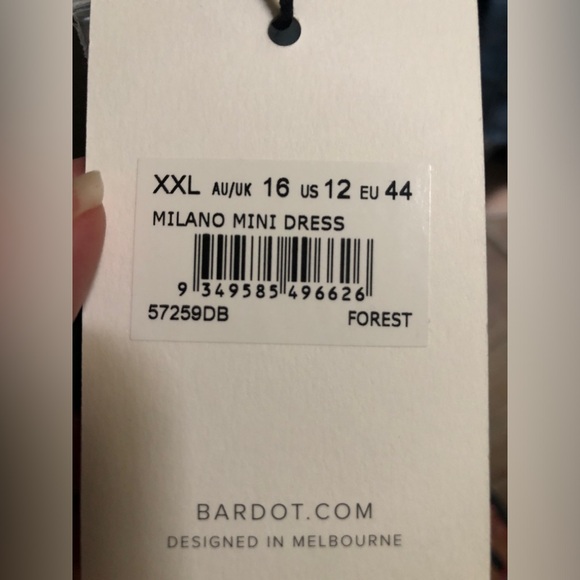 XXL AU/UK 16 US 12 EU 44
MILANO MINI DRESS
9 349585 496626
57259DB FOREST
BARDOT.COM
DESIGNED IN MELBOURNE